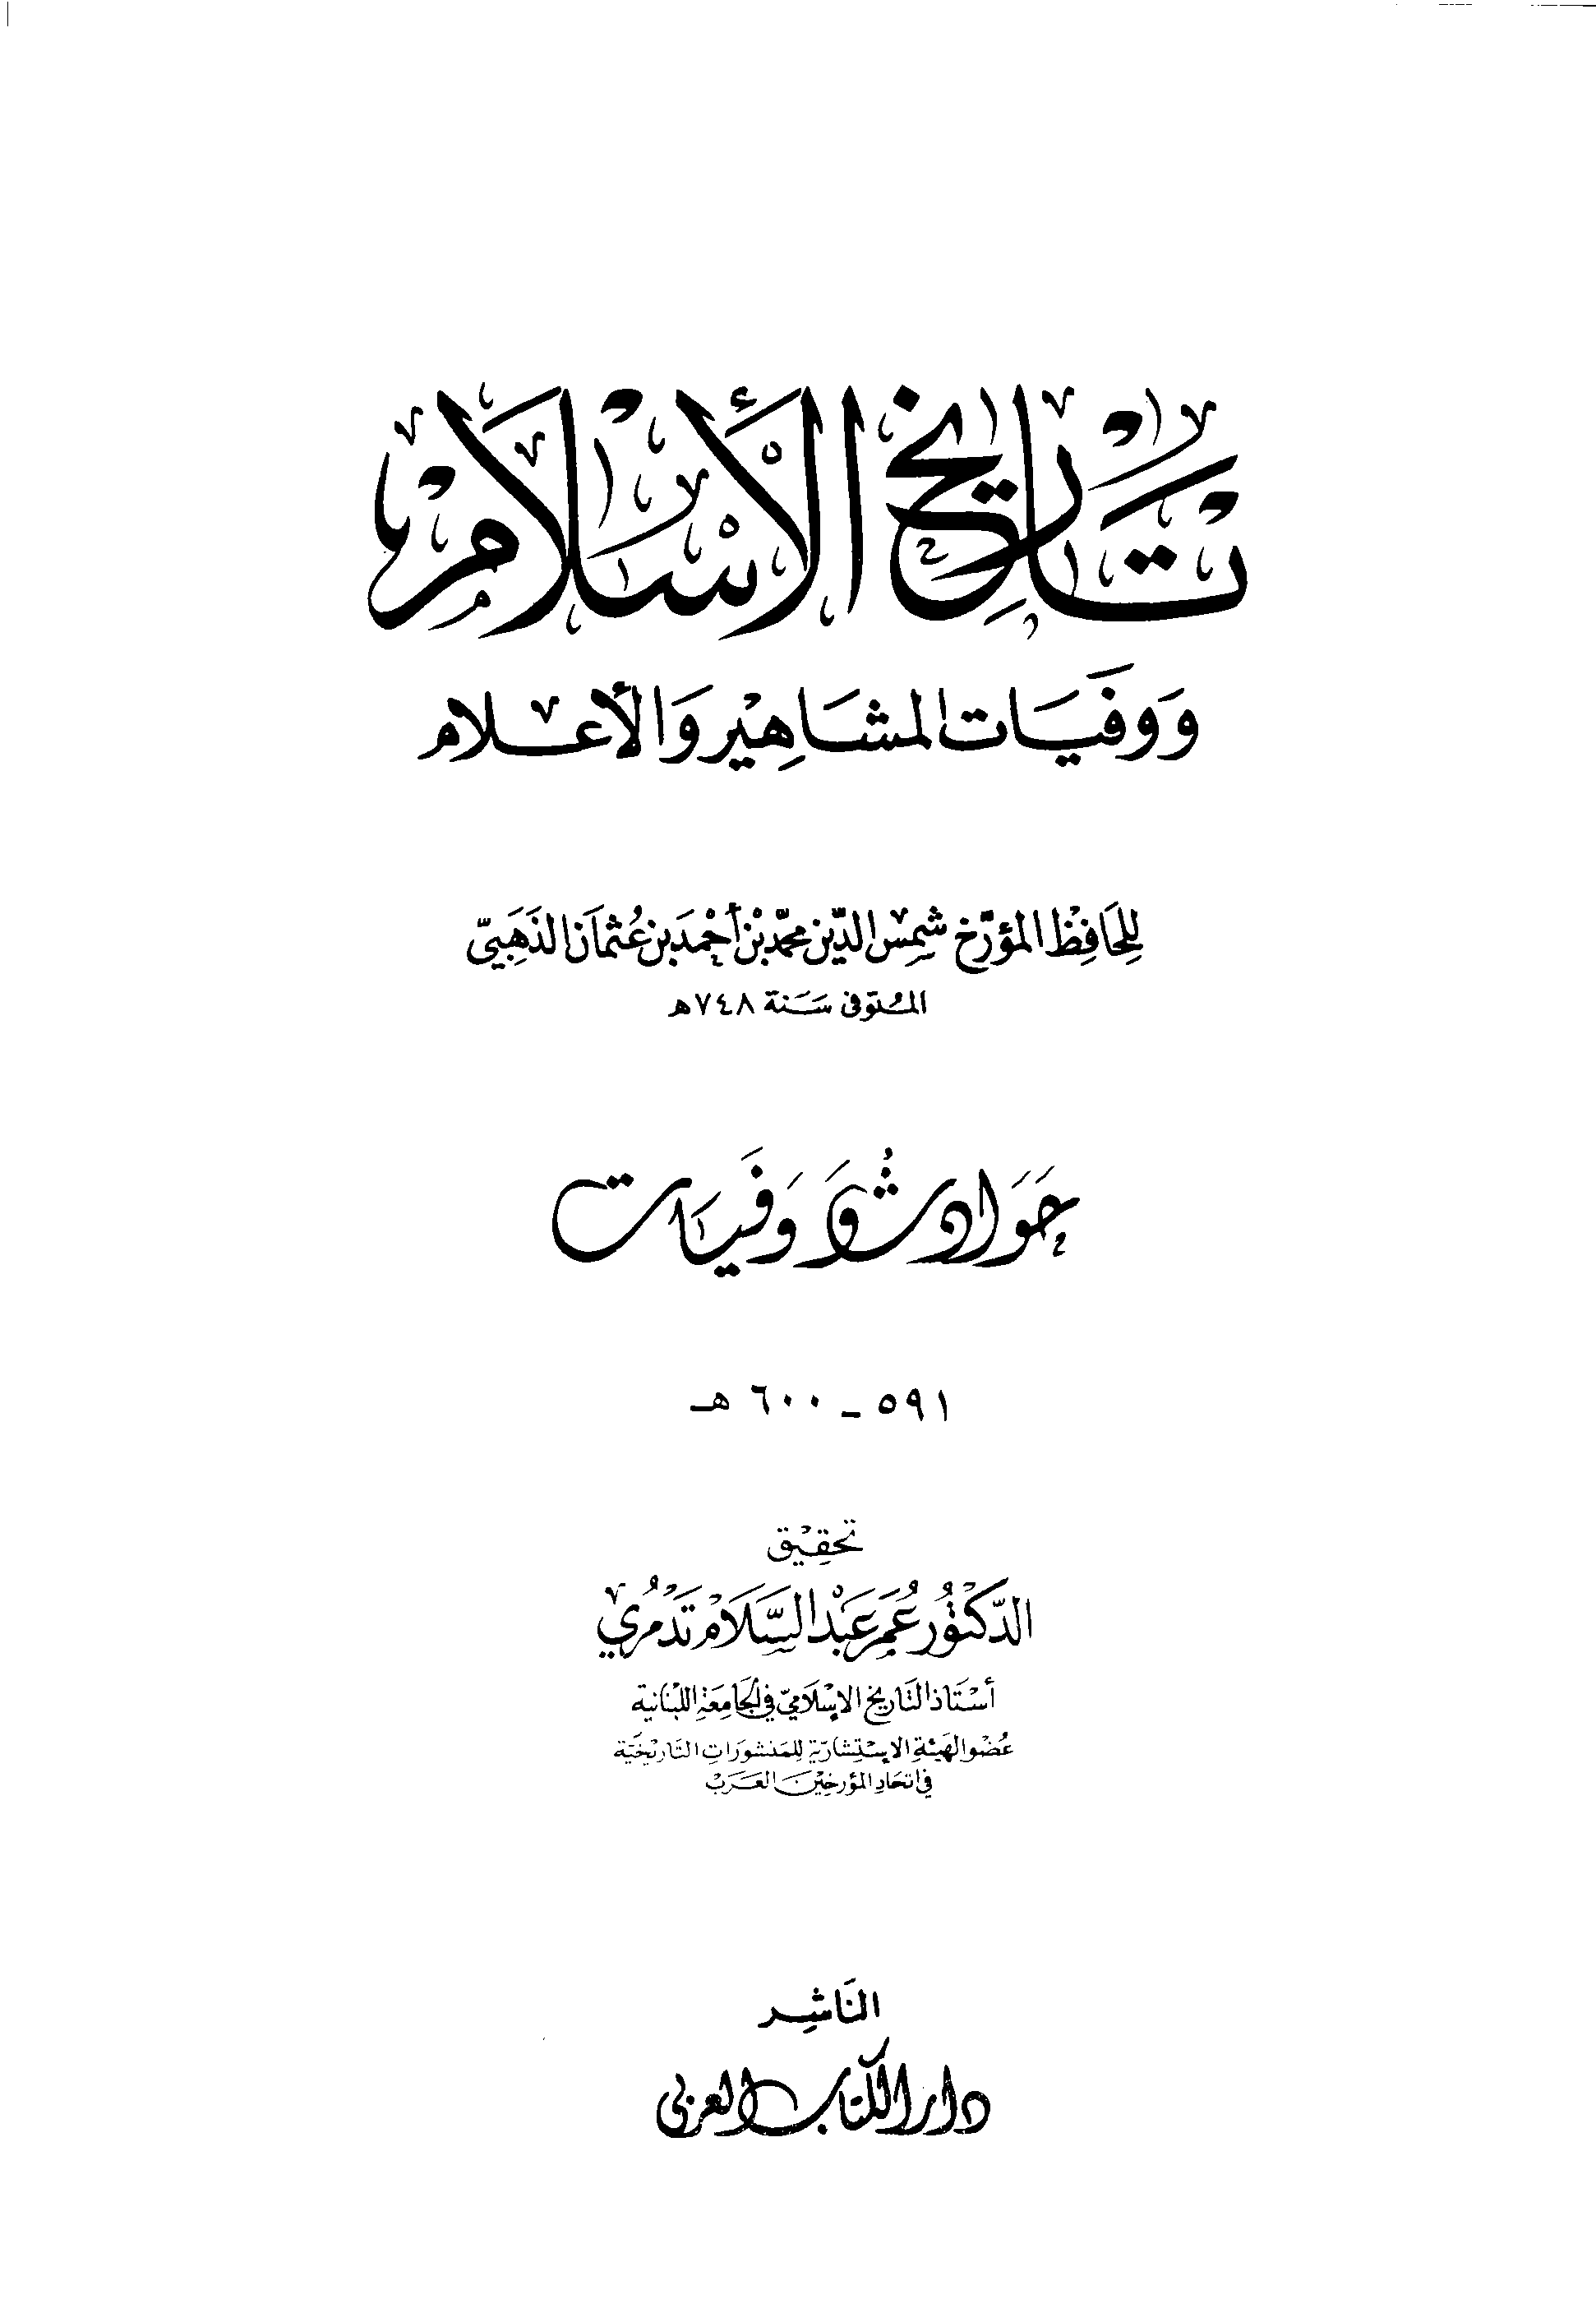 تاريخ الإسلام
ووفيات المشاهير والأعلام
للحافظ المؤرخ شمس الدين محمد بن أحمد بن عثمان الذهبي
المتوفى سنة ٧٤٨هـ
حوادث ووفيات
٥٩١ - ٦٠٠ هـ
تحقيق
الدكتور عمر عبد السلام تدمري
أستاذ التاريخ الإسلامي في الجامعة اللبنانية
عضو الهيئة الاستشارية للمنشورات التاريخية
في اتحاد المؤرخين العرب
الناشر
دار الكتاب العربي